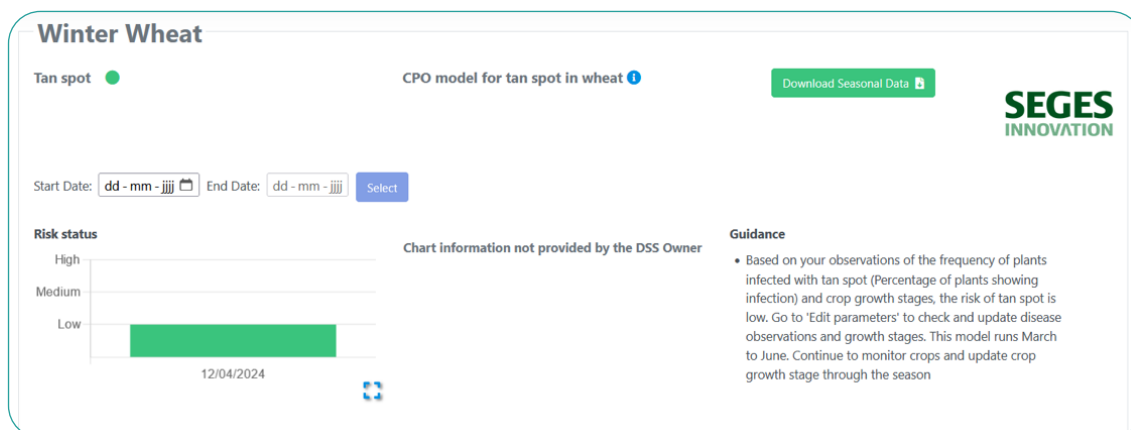 Winter Wheat
Tan spot
CPO model for tan spot in wheat
Download Seasonal Data
SEGES
INNOVATION
Start Date: dd - mm - jjjj End Date: dd - mm - jjjj Select
Risk status
High
Medium
Low
12/04/2024
Chart information not provided by the DSS Owner
Guidance
• Based on your observations of the frequency of plants
infected with tan spot (Percentage of plants showing
infection) and crop growth stages, the risk of tan spot is
low. Go to 'Edit parameters' to check and update disease
observations and growth stages. This model runs March
to June. Continue to monitor crops and update crop
growth stage through the season